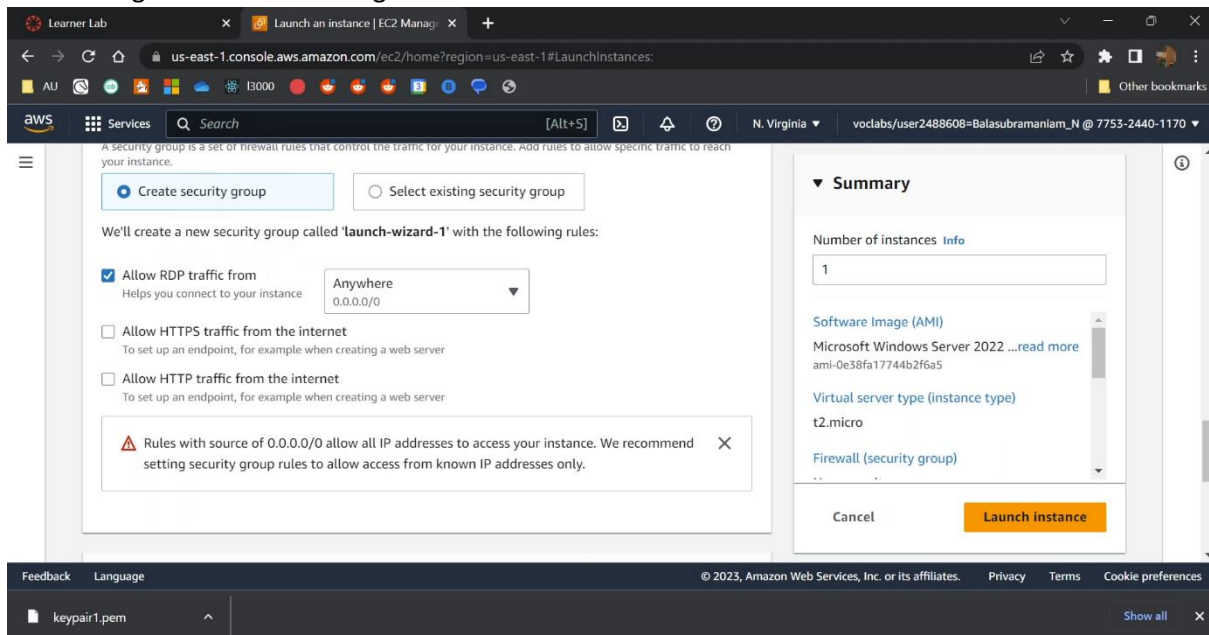 Learner Lab
Launch an instance | EC2 Manag
us-east-1.console.aws.amazon.com/ec2/home?region=us-east-1#LaunchInstances:
AU
l3000
Other bookmarks
aws
Services
Search
[Alt+S]
N. Virginia
voclabs/user2488608=Balasubramaniam_N @ 7753-2440-1170
A security group is a set of firewall rules that control the traffic for your instance. Add rules to allow specific traffic to reach
your instance.
Create security group
Select existing security group
We'll create a new security group called 'launch-wizard-1' with the following rules:
Allow RDP traffic from
Helps you connect to your instance
Anywhere
0.0.0.0/0
Allow HTTPS traffic from the internet
To set up an endpoint, for example when creating a web server
Allow HTTP traffic from the internet
To set up an endpoint, for example when creating a web server
Rules with source of 0.0.0.0/0 allow all IP addresses to access your instance. We recommend
setting security group rules to allow access from known IP addresses only.
Summary
Number of instances Info
1
Software Image (AMI)
Microsoft Windows Server 2022 ...read more
ami-0e38fa17744b2f6a5
Virtual server type (instance type)
t2.micro
Firewall (security group)
Cancel
Launch instance
Feedback
Language
© 2023, Amazon Web Services, Inc. or its affiliates.
Privacy
Terms
Cookie preferences
keypair1.pem
Show all